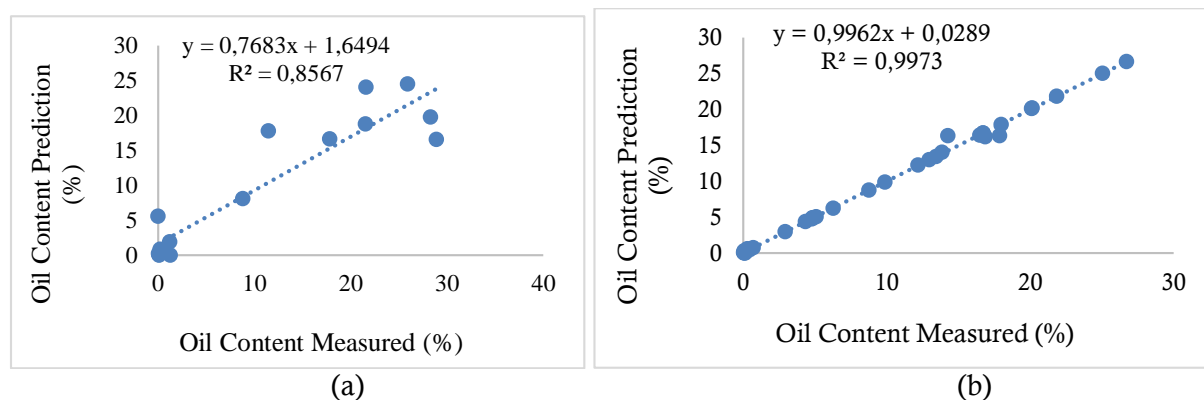 y = 0,7683x + 1,6494
R² = 0,8567
Oil Content Prediction
(%)
30
25
20
15
10
5
0
0 10 20 30 40
Oil Content Measured (%)
(a)
y = 0,9962x + 0,0289
R² = 0,9973
Oil Content Prediction
(%)
30
25
20
15
10
5
0
0 10 20 30
Oil Content Measured (%)
(b)